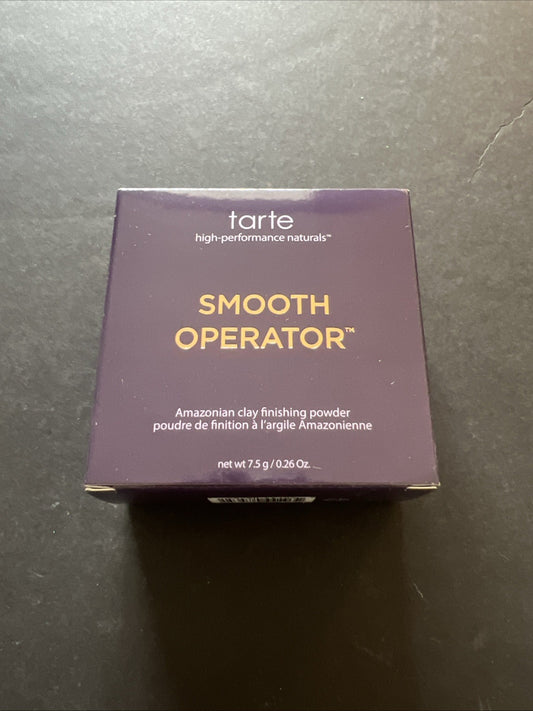 tarte
high-performance naturals™
SMOOTH
OPERATOR™
Amazonian clay finishing powder
poudre de finition à l'argile Amazonienne
net wt 7.5 g / 0.26 Oz.